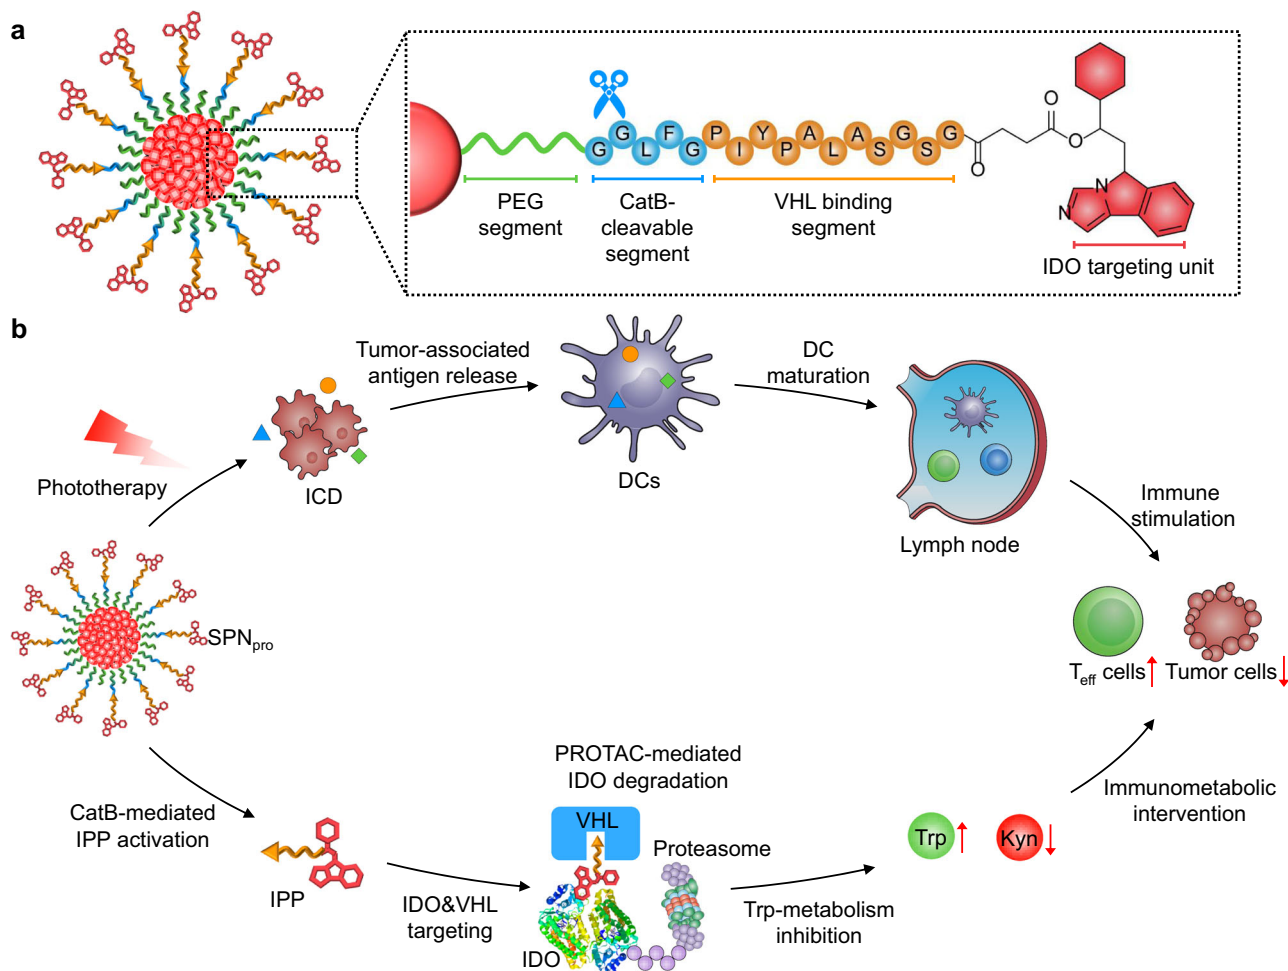 a
G G L F G P I Y P A L A S G S G
O
O
O
N
N
PEG
segment
CatB-
cleavable
segment
VHL binding
segment
IDO targeting unit
b
Tumor-associated
antigen release
DC
maturation
Phototherapy
ICD
DCs
Lymph node
Immune
stimulation
SPNpro
Teff cells
Tumor cells
PROTAC-mediated
IDO degradation
CatB-mediated
IPP activation
Immunometabolic
intervention
VHL
Proteasome
Trp
Kyn
IPP
IDO&VHL
targeting
IDO
Trp-metabolism
inhibition